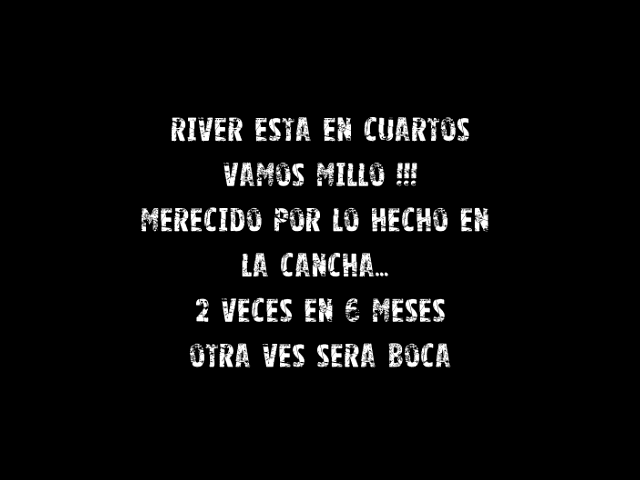 RIVER ESTA EN CUARTOS
VAMOS MILLO !!!
MERECIDO POR LO HECHO EN
LA CANCHA...
2 VECES EN 6 MESES
OTRA VES SERA BOCA